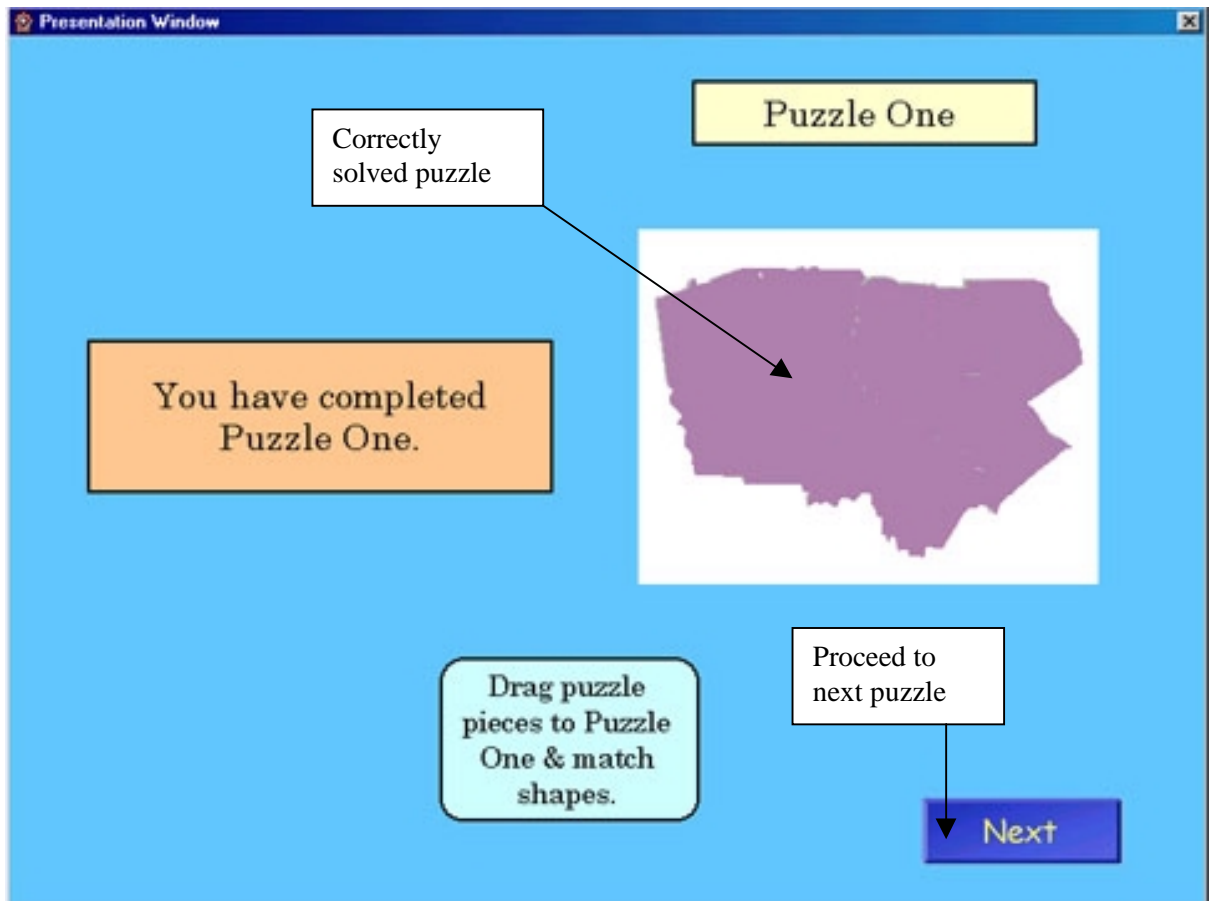 Presentation Window
Puzzle One
Correctly
solved puzzle
You have completed
Puzzle One.
Drag puzzle
pieces to Puzzle
One & match
shapes.
Proceed to
next puzzle
Next